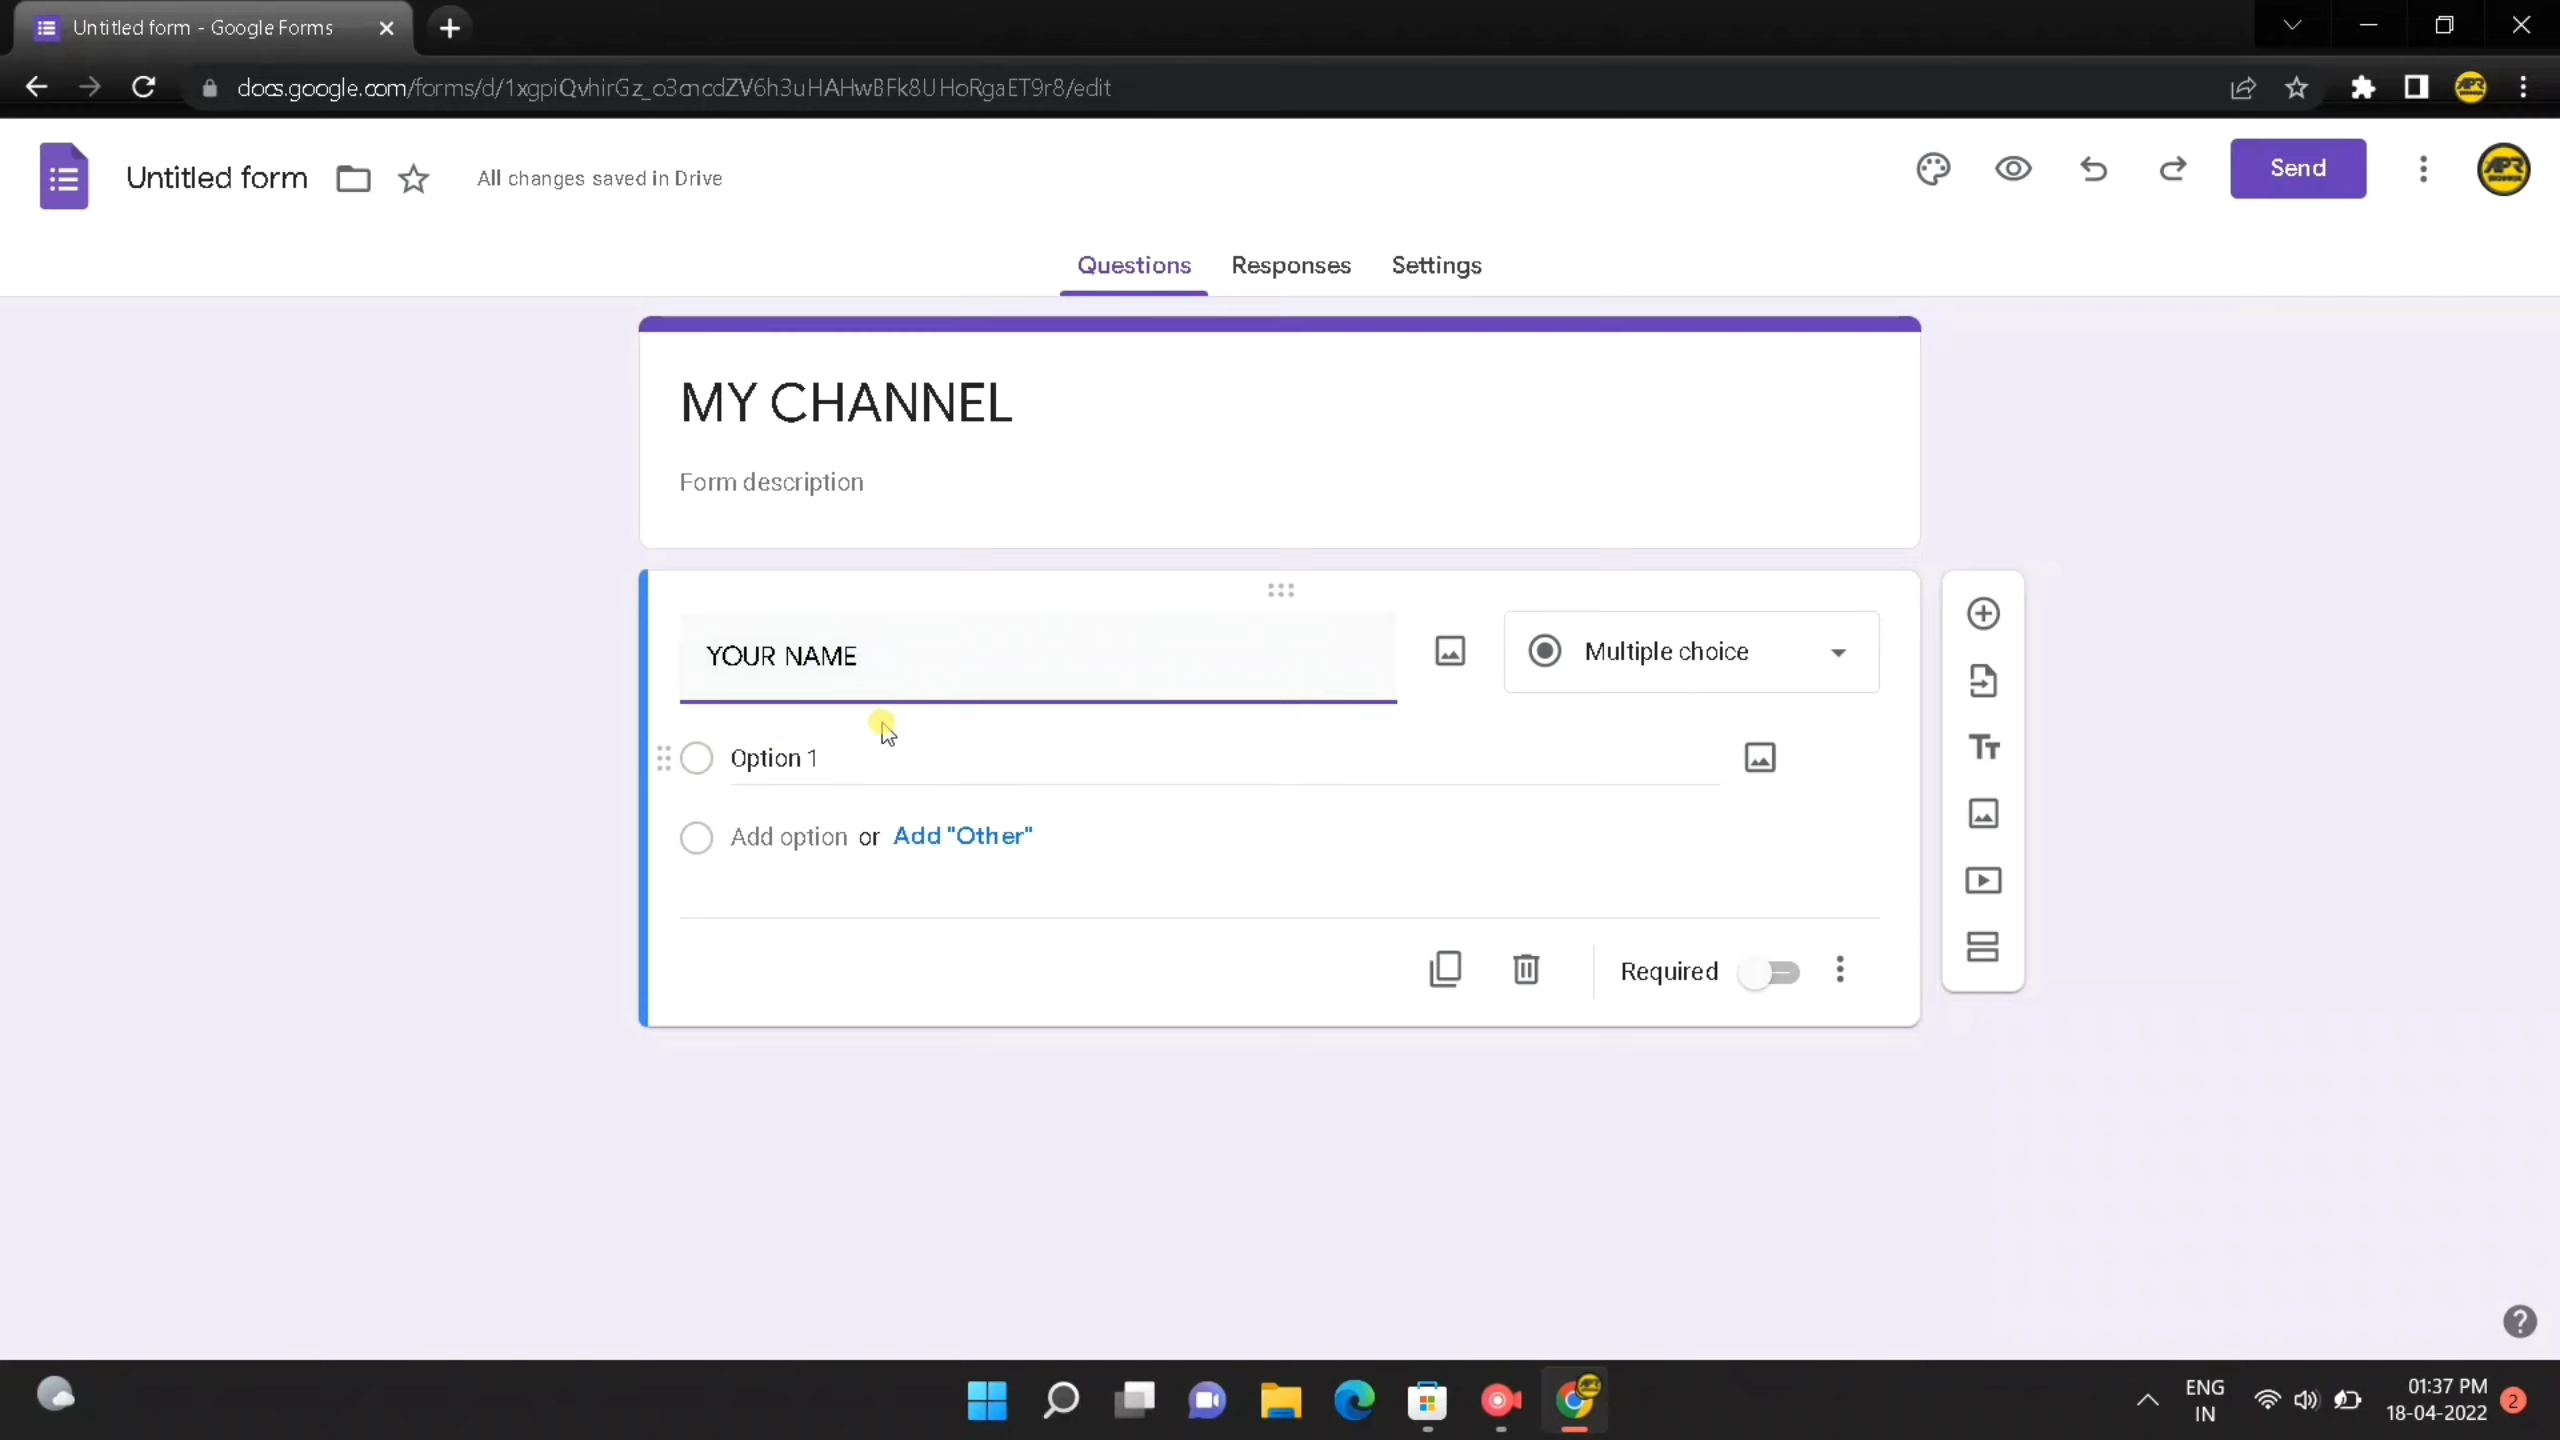 Untitled form - Google Forms
docs.google.com/forms/d/1xgpiQvhirGz_o3ancdZV6h3uHAHwBFk8UHoRgaET9r8/edit
Untitled form
All changes saved in Drive
Send
Questions
Responses
Settings
MY CHANNEL
Form description
YOUR NAME
Multiple choice
Option 1
Add option or Add "Other"
Required
ENG
IN
01:37 PM
18-04-2022
2